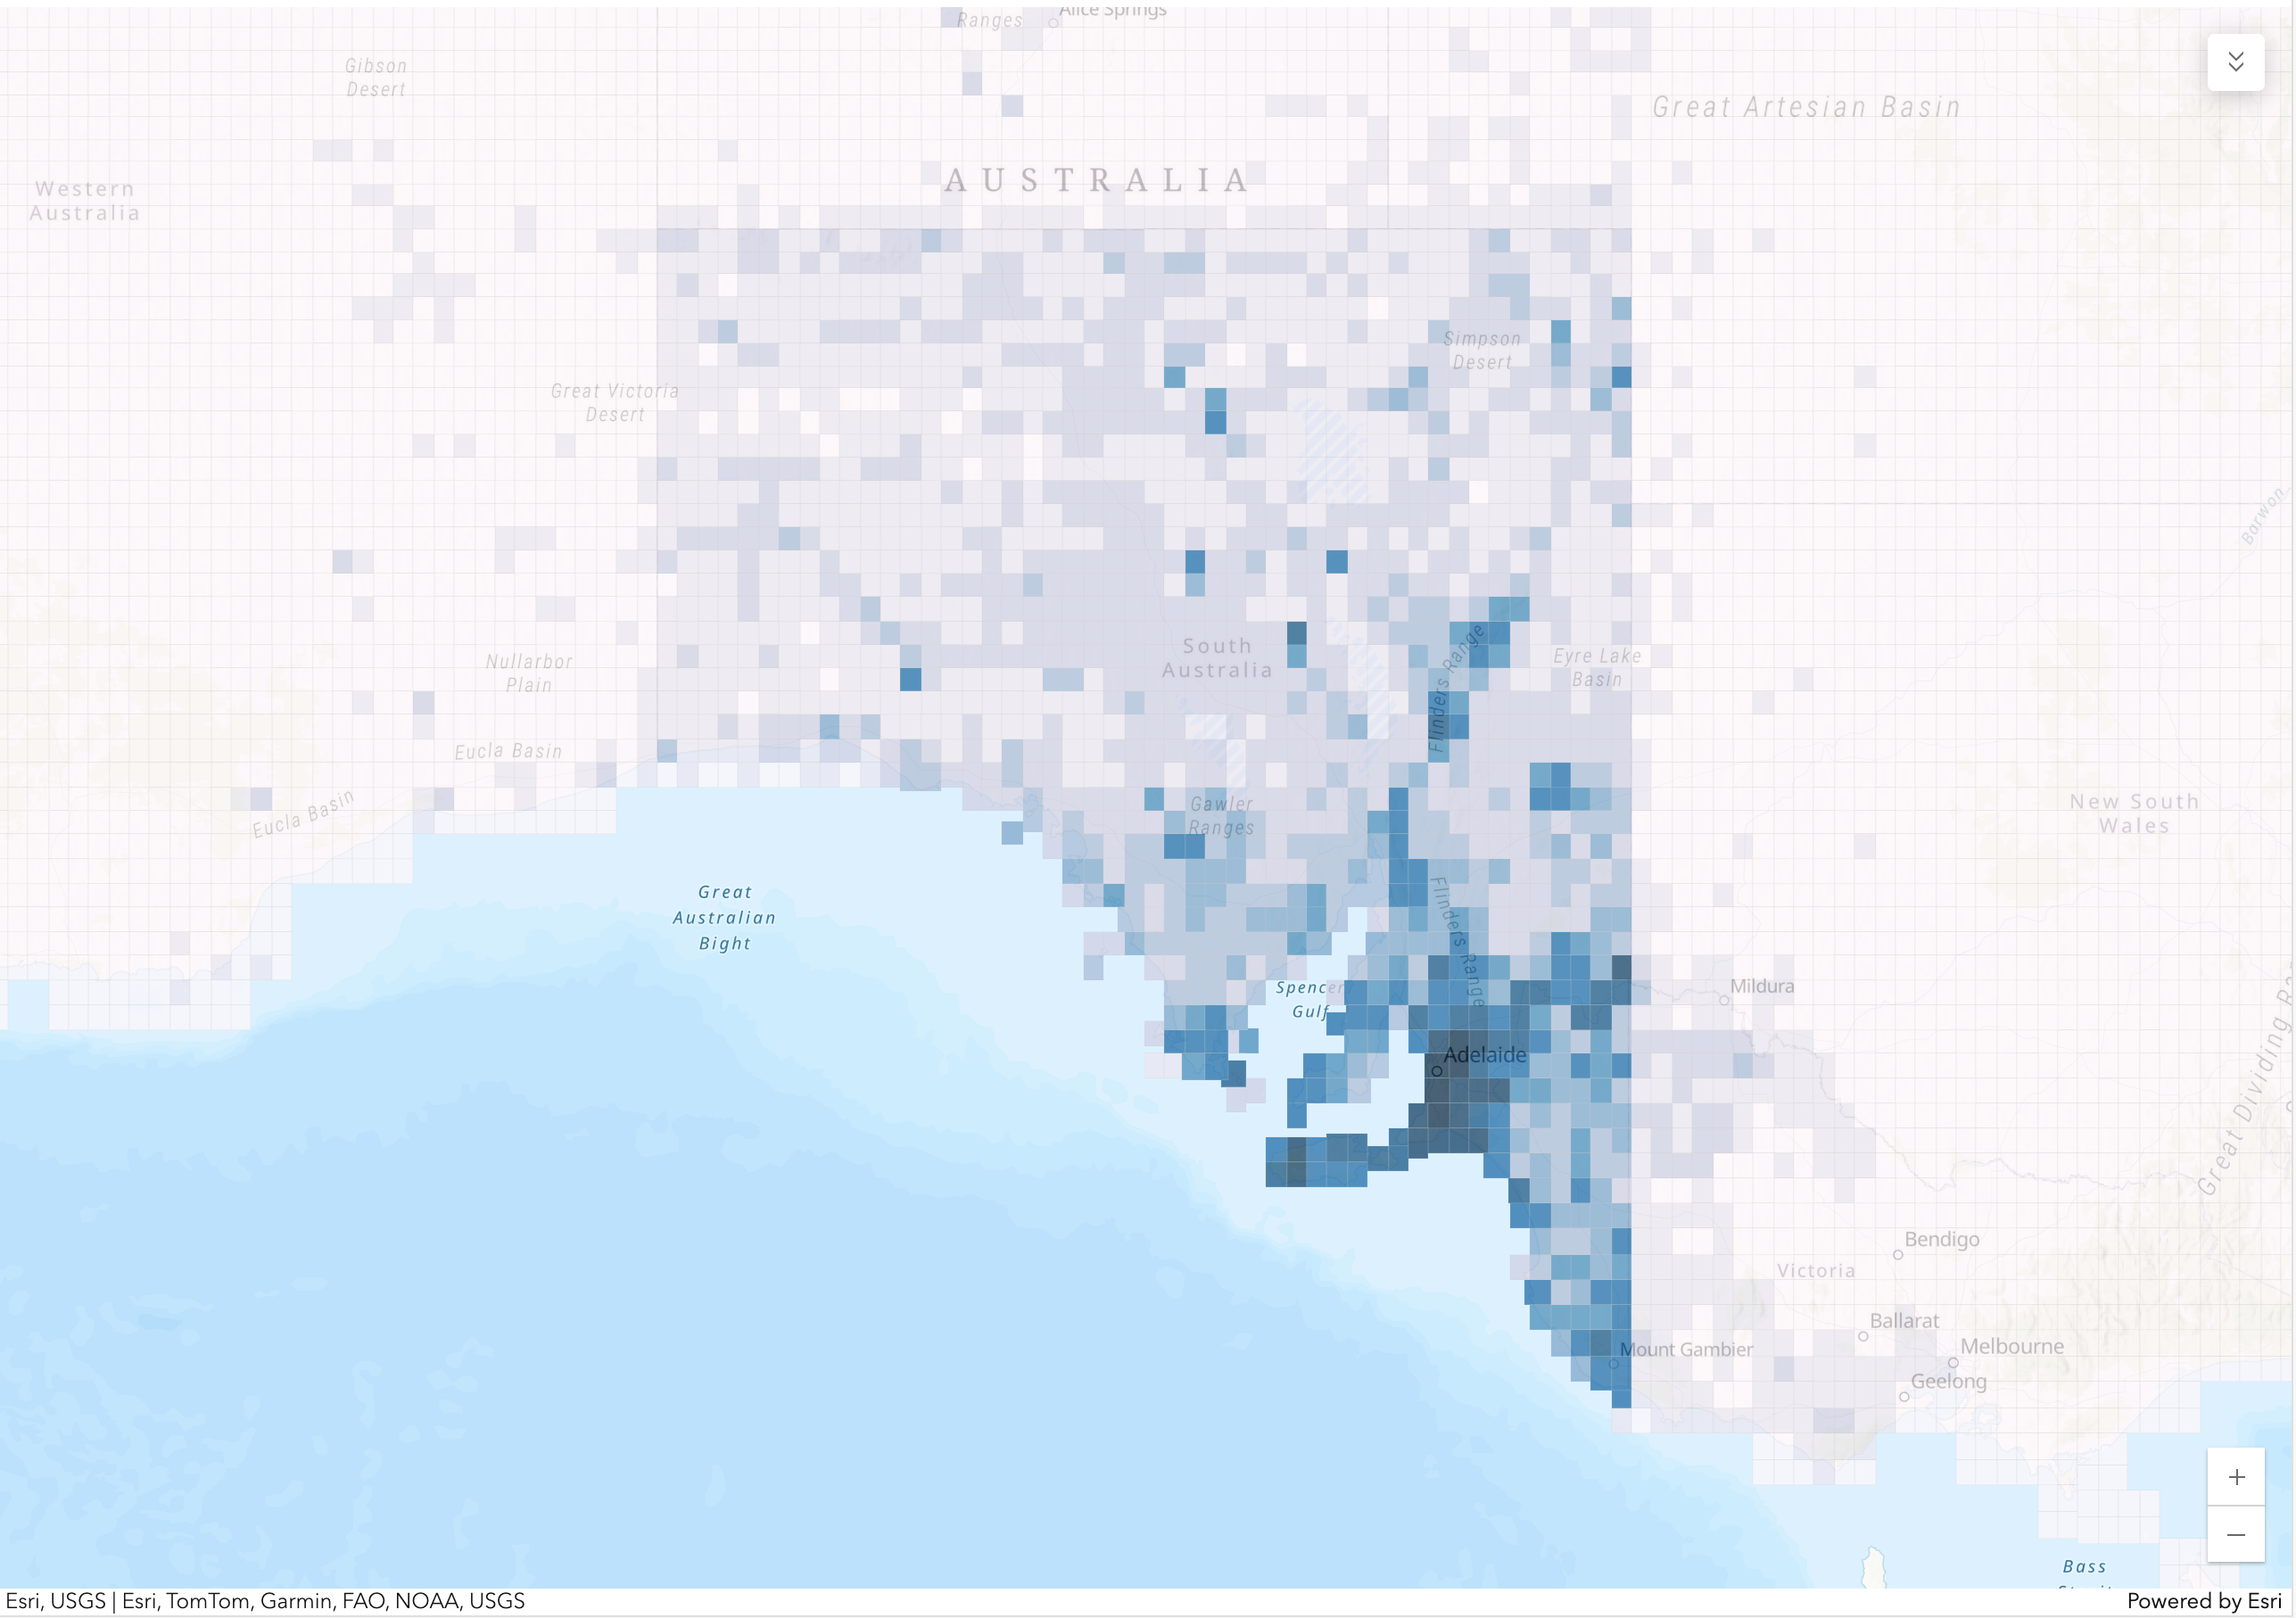 Ranges
Alice Springs
Gibson
Desert
Great Artesian Basin
AUSTRALIA
Western
Australia
Simpson
Desert
Great Victoria
Desert
Barwon
South
Australia
Flinders Range
Eyre Lake
Basin
Nullarbor
Plain
Eucla Basin
Eucla Basin
Gawler
Ranges
New South
Wales
Great
Australian
Bight
Flinders Range
Spencer
Gulf
Mildura
Adelaide
Great Dividing Ra
Bendigo
Victoria
Ballarat
Mount Gambier
Melbourne
Geelong
Bass
Esri, USGS | Esri, TomTom, Garmin, FAO, NOAA, USGS
Powered by Esri